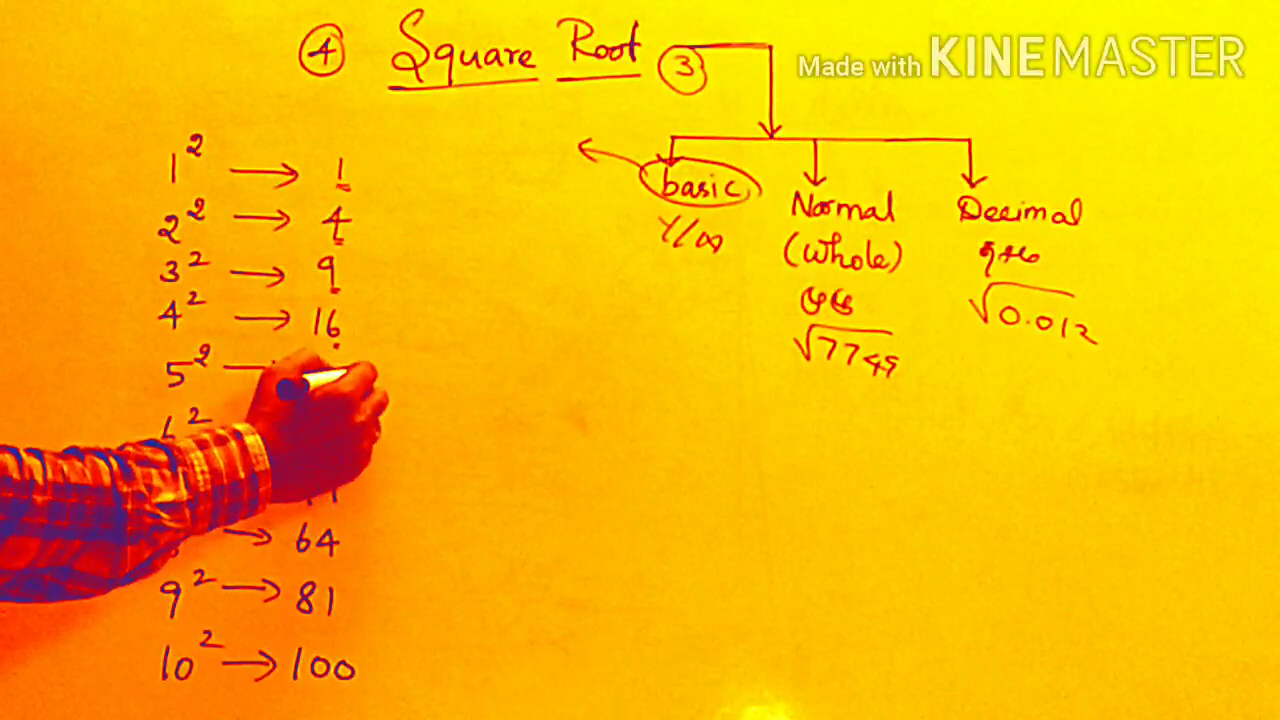 ④ Square Root ③
Made with KINEMASTER
1² → 1
2² → 4
3² → 9
4² → 16
5²
64
9² → 81
10² → 100
basic
Normal
(whole)
Decimal
√0.012